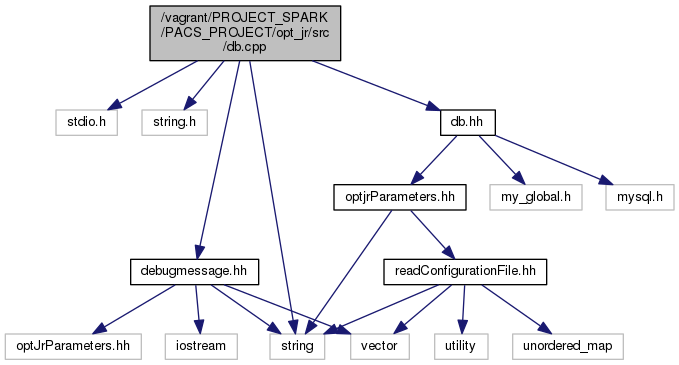 /vagrant/PROJECT_SPARK
/PACS_PROJECT/opt_jr/src
/db.cpp
stdio.h
string.h
db.hh
optjrParameters.hh
my_global.h
mysql.h
debugmessage.hh
readConfigurationFile.hh
optJrParameters.hh
iostream
string
vector
utility
unordered_map